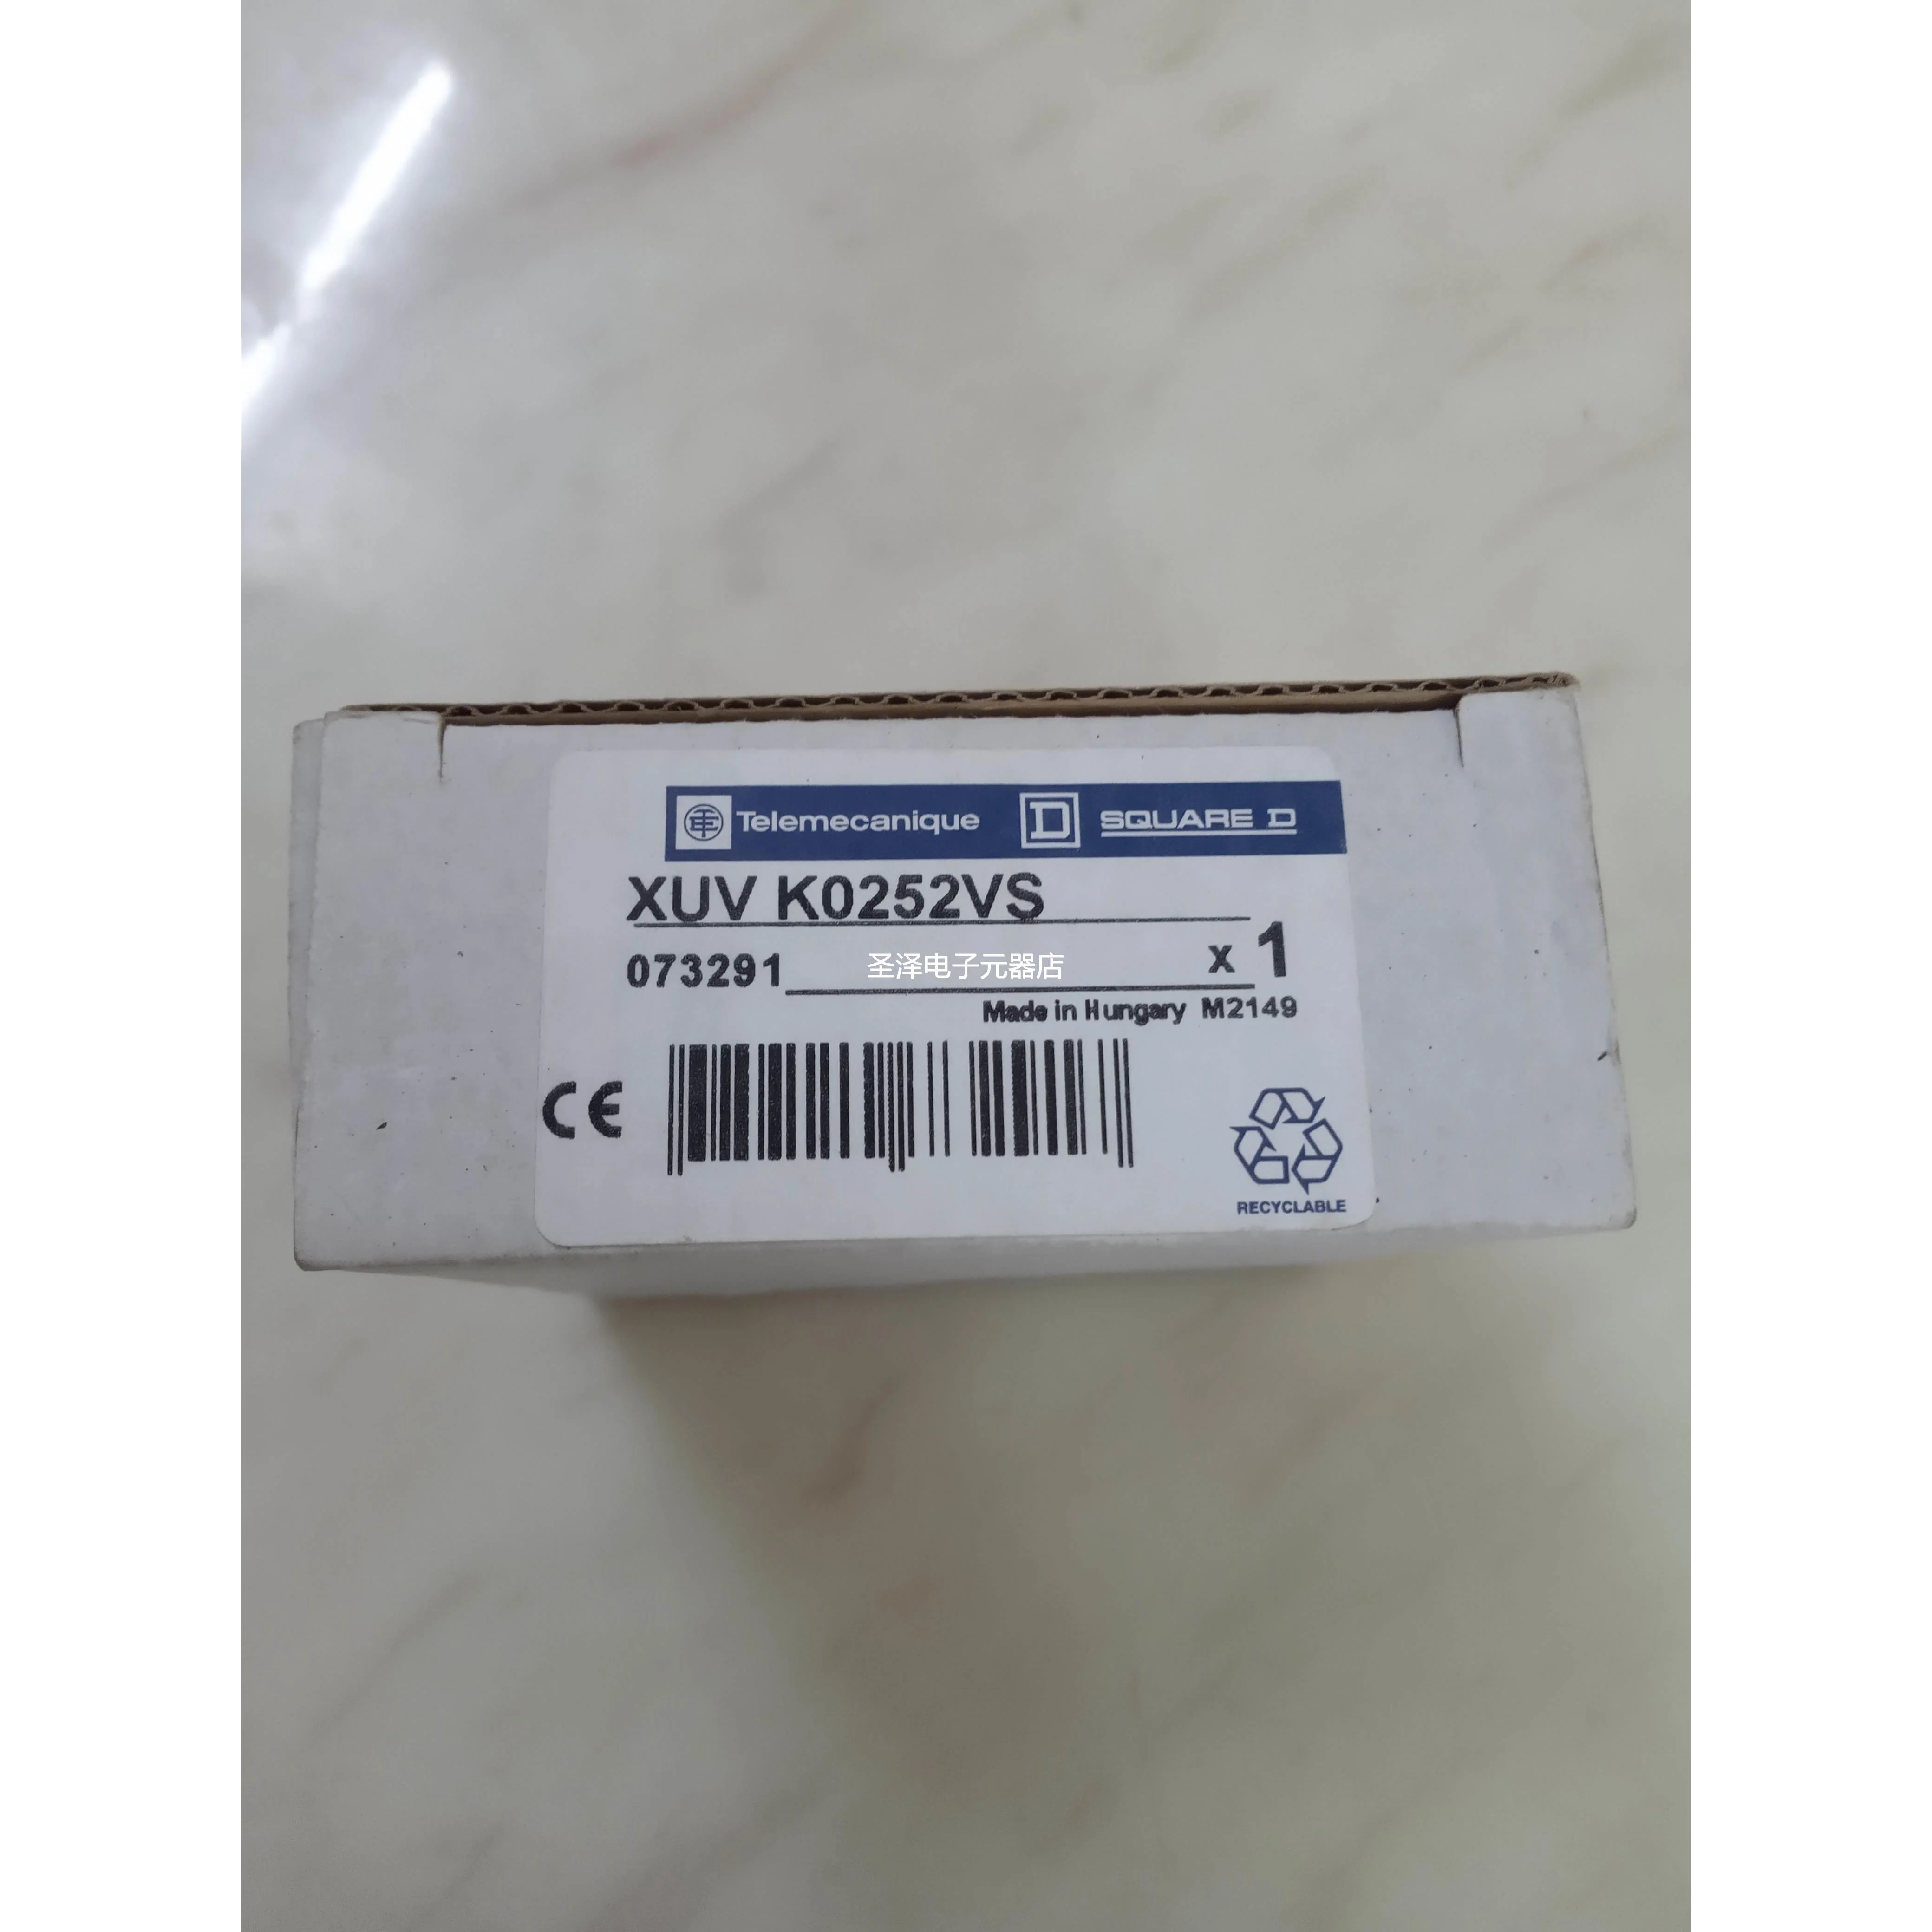 Telemecanique D SQUARE D
XUV K0252VS
073291 圣泽电子元器店 x 1
Made in Hungary M2149
CE
RECYCLABLE